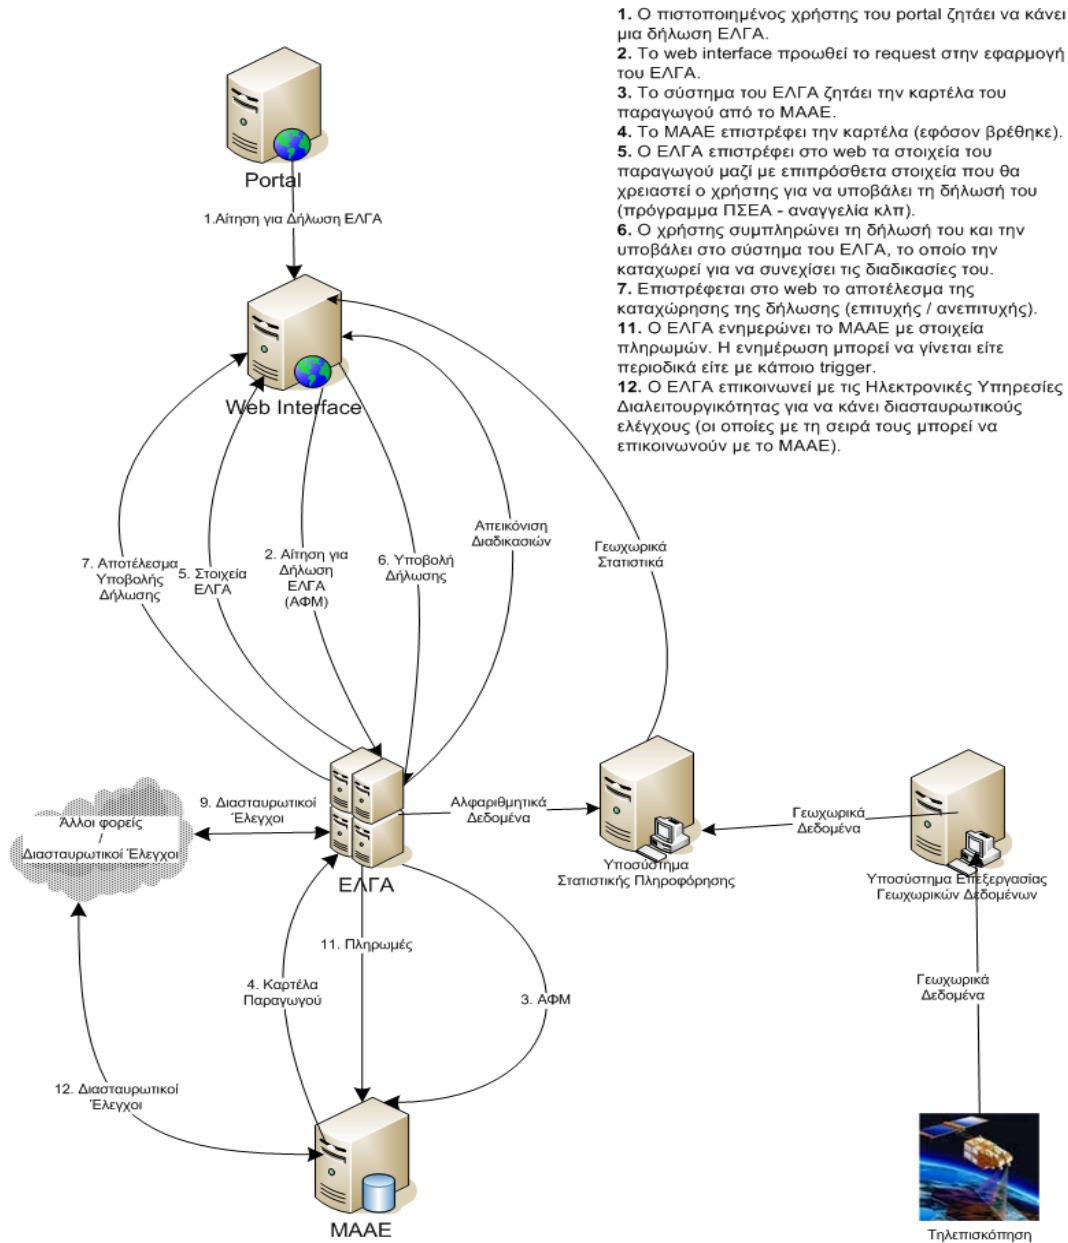 1. Ο πιστοποιημένος χρήστης του portal ζητάει να κάνει
μια δήλωση ΕΛΓΑ.
2. Το web interface προωθεί το request στην εφαρμογή
του ΕΛΓΑ.
3. Το σύστημα του ΕΛΓΑ ζητάει την καρτέλα του
παραγωγού από το ΜΑΑΕ.
4. Το ΜΑΑΕ επιστρέφει την καρτέλα (εφόσον βρέθηκε).
5. Ο ΕΛΓΑ επιστρέφει στο web τα στοιχεία του
παραγωγού μαζί με επιπρόσθετα στοιχεία που θα
χρειαστεί ο χρήστης για να υποβάλει τη δήλωσή του
(πρόγραμμα ΠΣΕΑ - αναγγελία κλπ).
6. Ο χρήστης συμπληρώνει τη δήλωσή του και την
υποβάλει στο σύστημα του ΕΛΓΑ, το οποίο την
καταχωρεί για να συνεχίσει τις διαδικασίες του.
7. Επιστρέφεται στο web το αποτέλεσμα της
καταχώρησης της δήλωσης (επιτυχής / ανεπιτυχής).
11. Ο ΕΛΓΑ ενημερώνει το ΜΑΑΕ με στοιχεία
πληρωμών. Η ενημέρωση μπορεί να γίνεται είτε
περιοδικά είτε με κάποιο trigger.
12. Ο ΕΛΓΑ επικοινωνεί με τις Ηλεκτρονικές Υπηρεσίες
Διαλειτουργικότητας για να κάνει διασταυρωτικούς
ελέγχους (οι οποίες με τη σειρά τους μπορεί να
επικοινωνούν με το ΜΑΑΕ).
Portal
1.Αίτηση για Δήλωση ΕΛΓΑ
Web Interface
7. Αποτέλεσμα
Υποβολής
Δήλωσης
5. Στοιχεία
ΕΛΓΑ
2. Αίτηση για
Δήλωση
ΕΛΓΑ
(ΑΦΜ)
6. Υποβολή
Δήλωσης
Απεικόνιση
Διαδικασιών
Γεωχωρικά
Στατιστικά
Άλλοι φορείς
/
Διασταυρωτικοί Έλεγχοι
9. Διασταυρωτικοί
Έλεγχοι
ΕΛΓΑ
Αλφαριθμητικά
Δεδομένα
Υποσύστημα
Στατιστικής Πληροφόρησης
Γεωχωρικά
Δεδομένα
Υποσύστημα Επεξεργασίας
Γεωχωρικών Δεδομένων
11. Πληρωμές
4. Καρτέλα
Παραγωγού
3. ΑΦΜ
Γεωχωρικά
Δεδομένα
12. Διασταυρωτικοί
Έλεγχοι
ΜΑΑΕ
Τηλεπισκόπηση